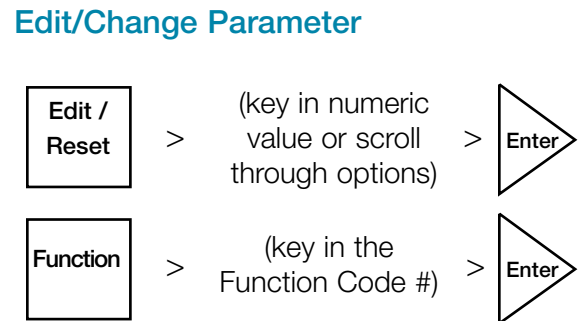 Edit/Change Parameter
Edit /
Reset
>
(key in numeric
value or scroll
through options)
>
Enter
Function
>
(key in the
Function Code #)
>
Enter